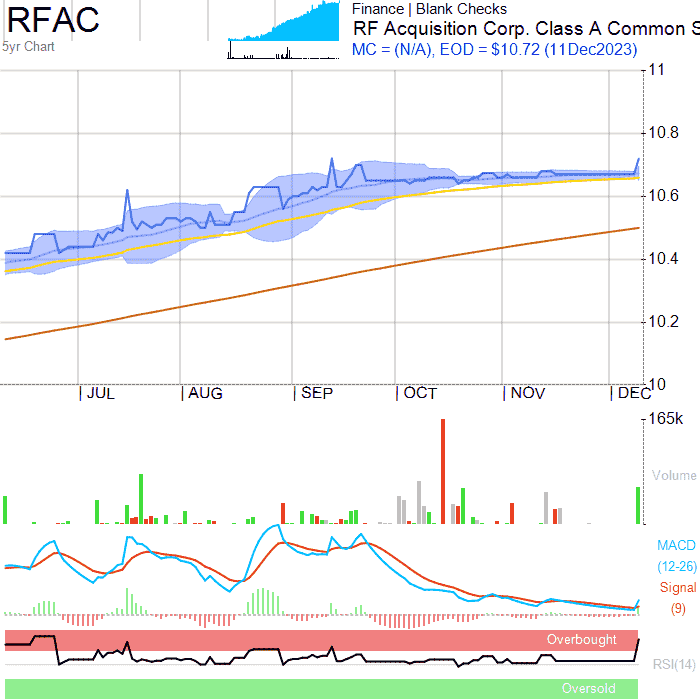 RFAC
5yr Chart
Finance | Blank Checks
RF Acquisition Corp. Class A Common S
MC = (N/A), EOD = $10.72 (11Dec2023)
11
10.8
10.6
10.4
10.2
10
JUL
AUG
SEP
OCT
NOV
DEC
165k
Volume
MACD
(12-26)
Signal
(9)
Overbought
RSI(14)
Oversold